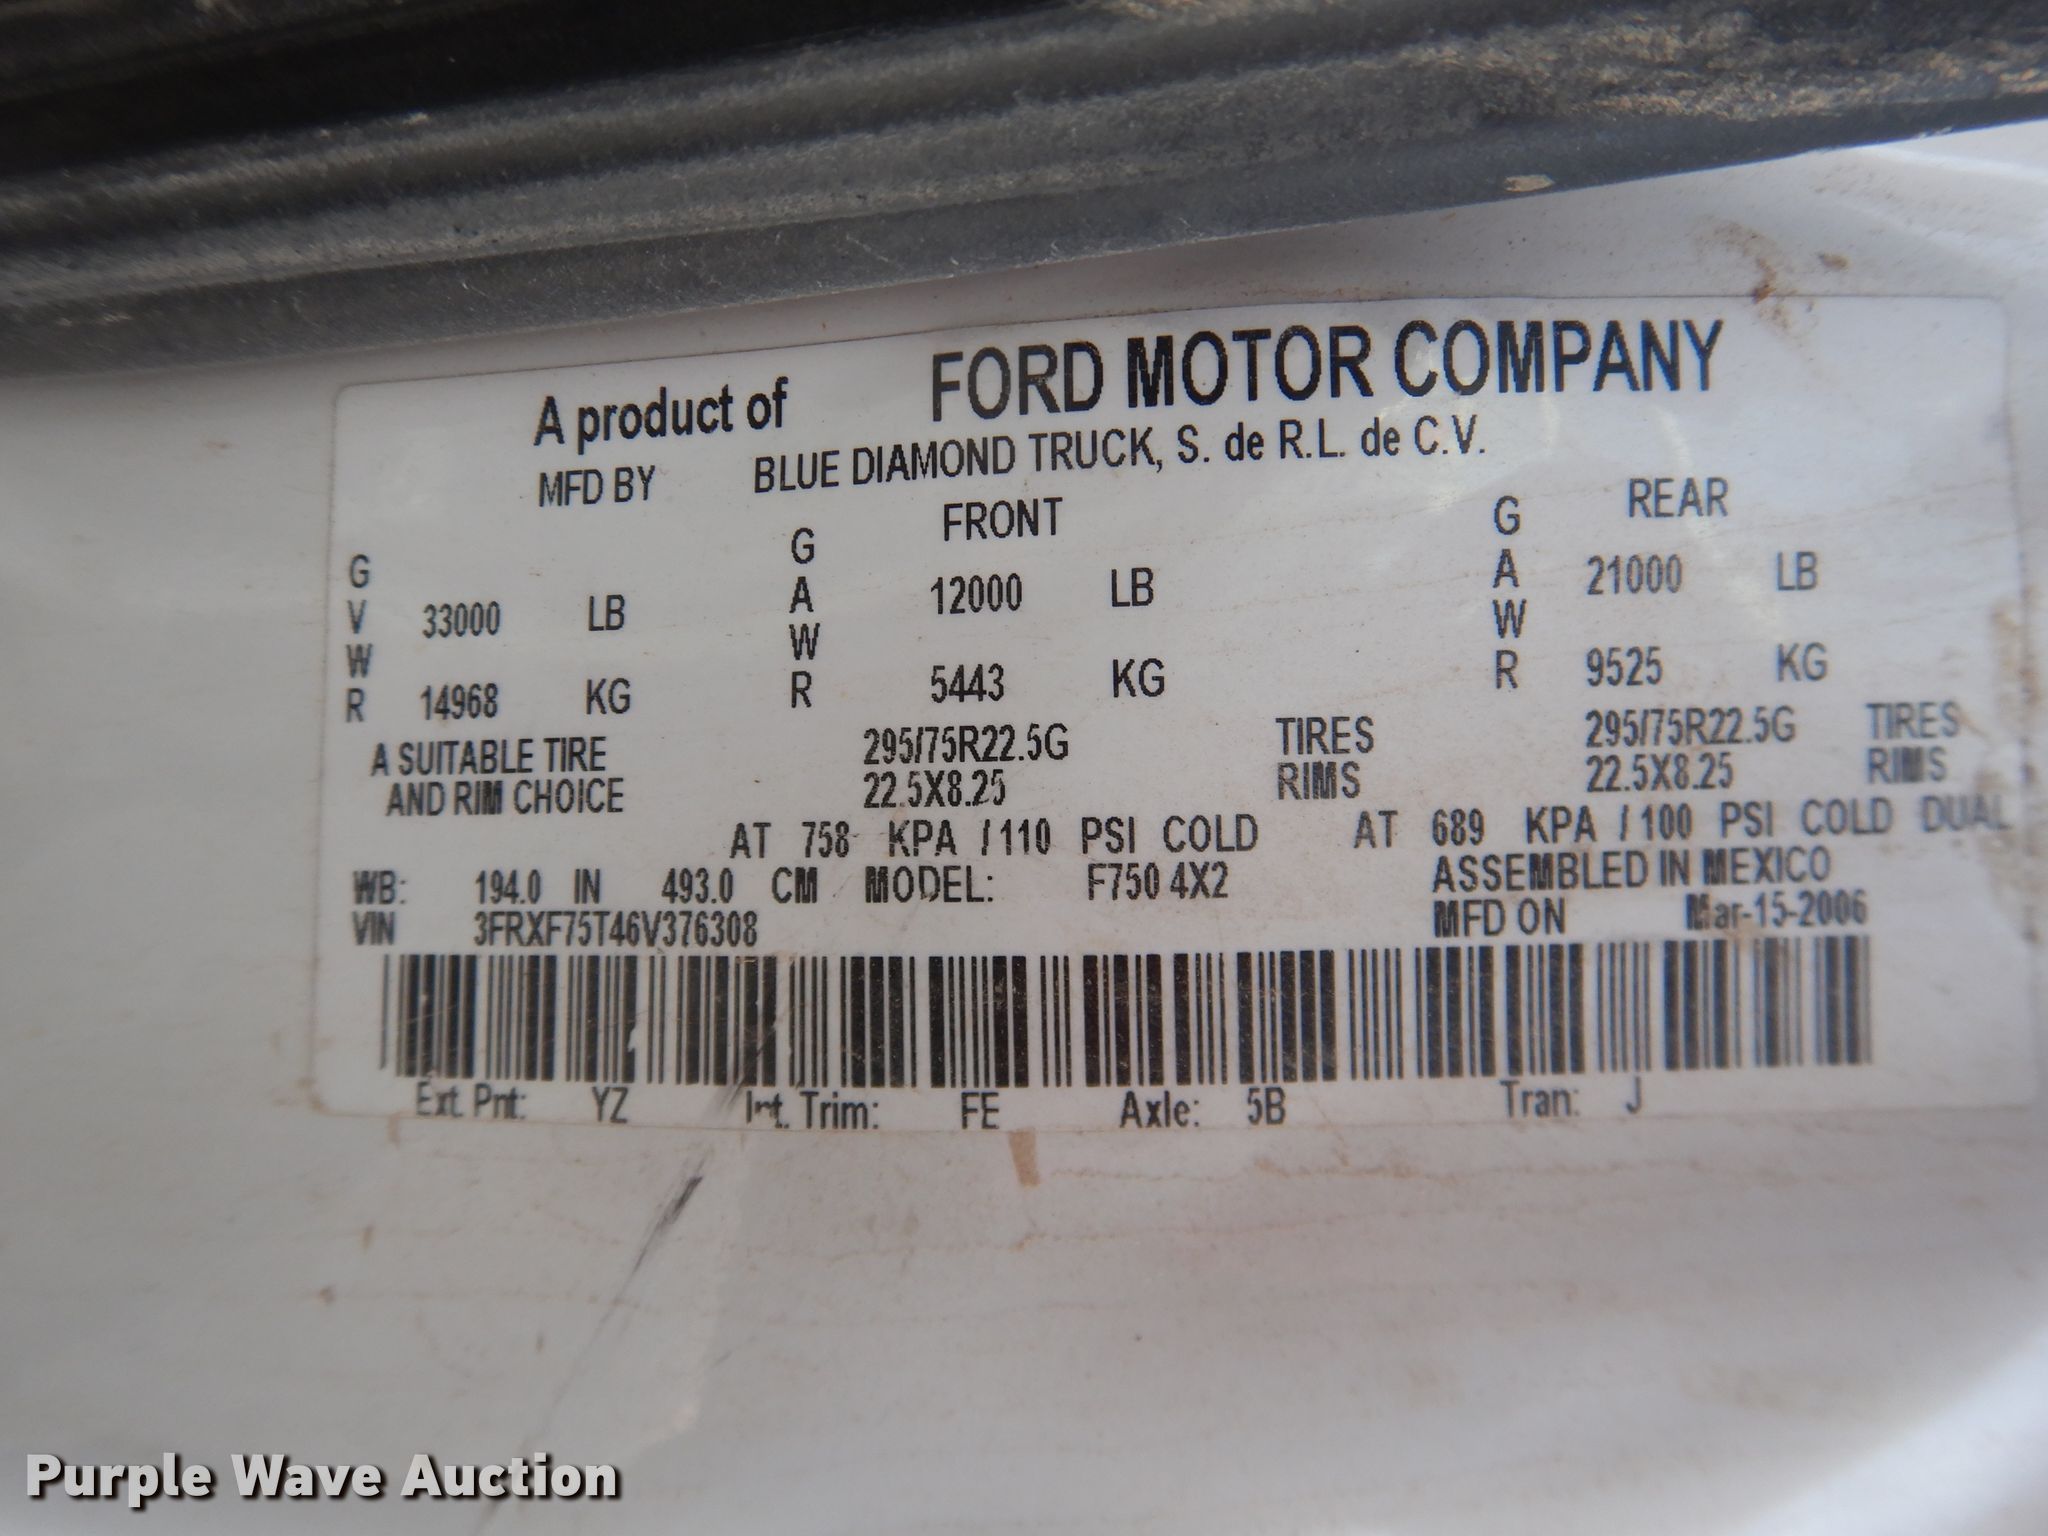 A product of FORD MOTOR COMPANY
MFD BY BLUE DIAMOND TRUCK, S. de R.L. de C.V.
FRONT REAR
GVWR 33000 LB GAWR 12000 LB GAWR 21000 LB
14968 KG 5443 KG 9525 KG
A SUITABLE TIRE 295/75R22.5G TIRES 295/75R22.5G TIRES
AND RIM CHOICE 22.5X8.25 RIMS 22.5X8.25 RIMS
AT 758 KPA / 110 PSI COLD AT 689 KPA / 100 PSI COLD DUAL
WB: 194.0 IN 493.0 CM MODEL: F750 4X2 ASSEMBLED IN MEXICO
VIN 3FRXF75T46V376308 MFD ON Mar-15-2006
Ext. Pnt: YZ Int. Trim: FE Axle: 5B Tran: J
Purple Wave Auction